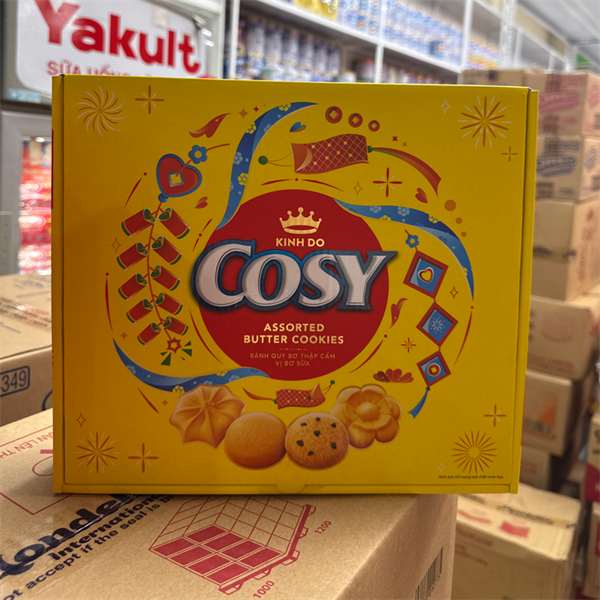 Yakult
SỮA UỐNG
KINH DO
COSY
ASSORTED
BUTTER COOKIES
BÁNH QUY BƠ THẬP CẨM
VỊ BƠ SỮA
349
International
accept if the seal is
1000
1200